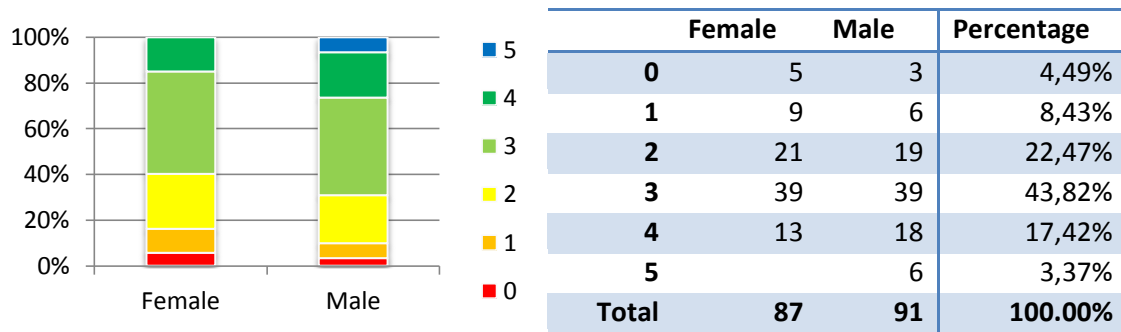 100%
80%
60%
40%
20%
0%
Female Male
5
4
3
2
1
0
Female Male Percentage
0 5 3 4,49%
1 9 6 8,43%
2 21 19 22,47%
3 39 39 43,82%
4 13 18 17,42%
5 6 3,37%
Total 87 91 100.00%